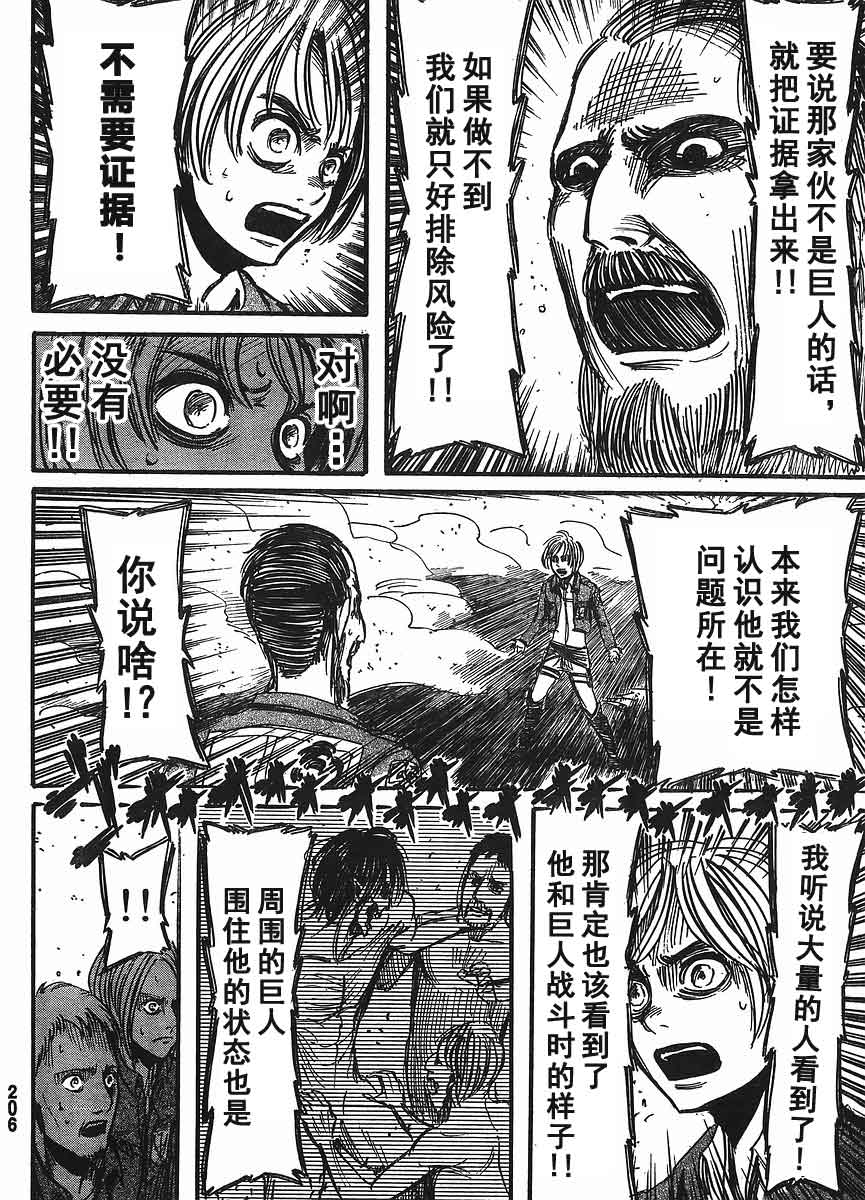 要说那家伙不是巨人的话,
就把证据拿出来!!
如果做不到
我们就只好排除风险了!!
不需要证据!
对啊…
没有
必要!!
本来我们怎样
认识他就不是
问题所在!
你说啥!?
我听说大量的人看到了!
那肯定也该看到了
他和巨人战斗时的样子!!
周围的巨人
围住他的状态也是
!!
206